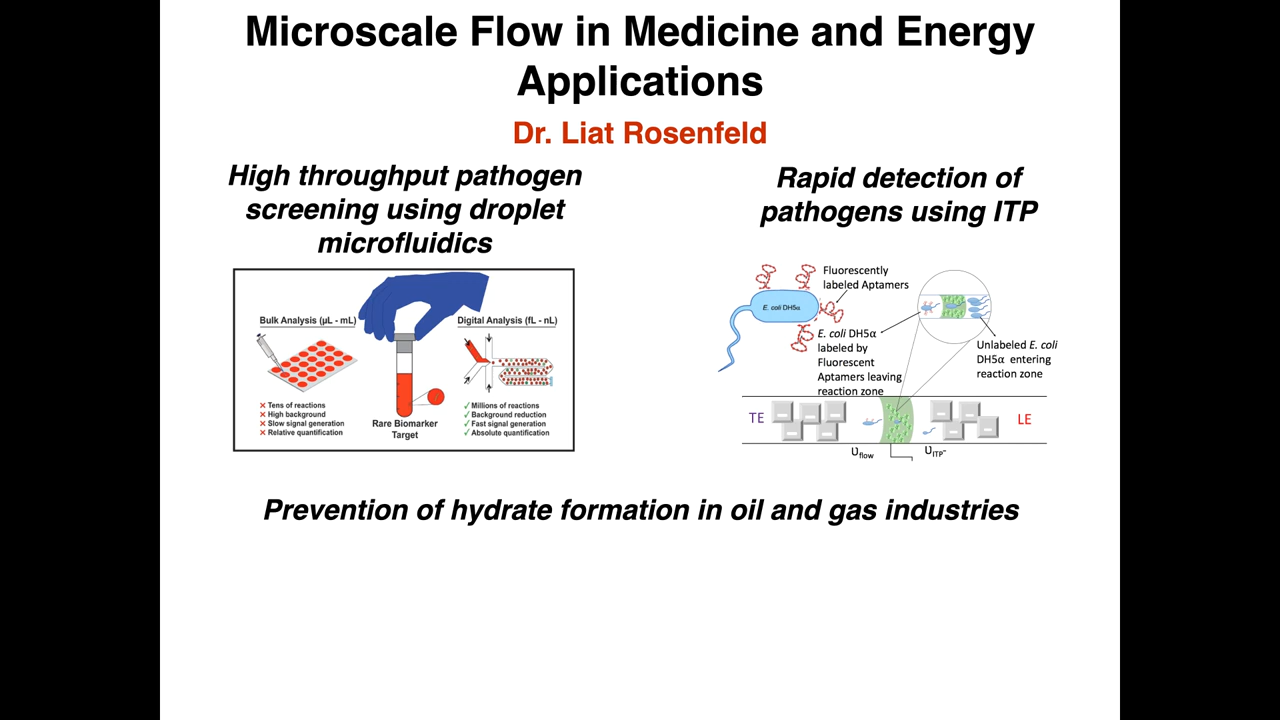 Microscale Flow in Medicine and Energy
Applications
Dr. Liat Rosenfeld
High throughput pathogen
screening using droplet
microfluidics
Bulk Analysis (µL - mL)
✕ Tens of reactions
✕ High background
✕ Slow signal generation
✕ Relative quantification
Rare Biomarker
Target
Digital Analysis (fL - nL)
✓ Millions of reactions
✓ Background reduction
✓ Fast signal generation
✓ Absolute quantification
Rapid detection of
pathogens using ITP
Fluorescently
labeled Aptamers
E. coli DH5α
E. coli DH5α
labeled by
Fluorescent
Aptamers leaving
reaction zone
Unlabeled E. coli
DH5α entering
reaction zone
TE
LE
Ʋflow
ƲITP-
Prevention of hydrate formation in oil and gas industries